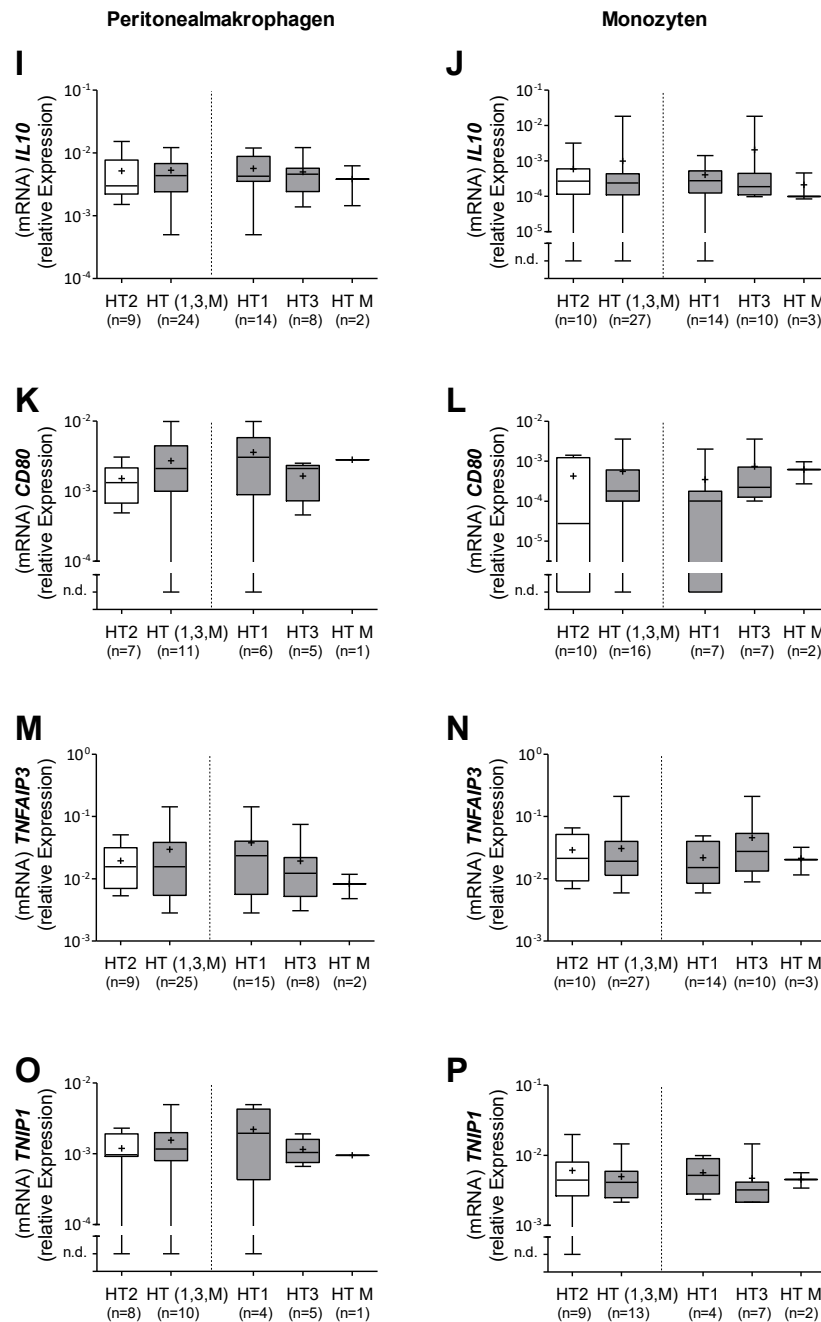 Peritonealmakrophagen
Monozyten
I
(mRNA) IL10
(relative Expression)
10-1
10-2
10-3
10-4
HT2 HT (1,3,M) HT1 HT3 HT M
(n=9) (n=24) (n=14) (n=8) (n=2)
J
(mRNA) IL10
(relative Expression)
10-1
10-2
10-3
10-4
10-5
n.d.
HT2 HT (1,3,M) HT1 HT3 HT M
(n=10) (n=27) (n=14) (n=10) (n=3)
K
(mRNA) CD80
(relative Expression)
10-2
10-3
10-4
n.d.
HT2 HT (1,3,M) HT1 HT3 HT M
(n=7) (n=11) (n=6) (n=5) (n=1)
L
(mRNA) CD80
(relative Expression)
10-2
10-3
10-4
10-5
n.d.
HT2 HT (1,3,M) HT1 HT3 HT M
(n=10) (n=16) (n=7) (n=7) (n=2)
M
(mRNA) TNFAIP3
(relative Expression)
100
10-1
10-2
10-3
HT2 HT (1,3,M) HT1 HT3 HT M
(n=9) (n=25) (n=15) (n=8) (n=2)
N
(mRNA) TNFAIP3
(relative Expression)
100
10-1
10-2
10-3
HT2 HT (1,3,M) HT1 HT3 HT M
(n=10) (n=27) (n=14) (n=10) (n=3)
O
(mRNA) TNIP1
(relative Expression)
10-2
10-3
10-4
n.d.
HT2 HT (1,3,M) HT1 HT3 HT M
(n=8) (n=10) (n=4) (n=5) (n=1)
P
(mRNA) TNIP1
(relative Expression)
10-1
10-2
10-3
n.d.
HT2 HT (1,3,M) HT1 HT3 HT M
(n=9) (n=13) (n=4) (n=7) (n=2)